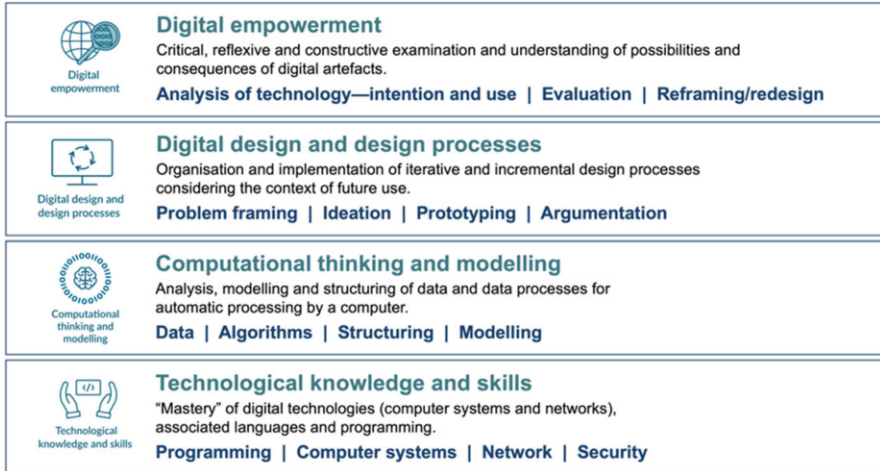 Digital
empowerment
Digital empowerment
Critical, reflexive and constructive examination and understanding of possibilities and
consequences of digital artefacts.
Analysis of technology—intention and use | Evaluation | Reframing/redesign
Digital design and
design processes
Digital design and design processes
Organisation and implementation of iterative and incremental design processes
considering the context of future use.
Problem framing | Ideation | Prototyping | Argumentation
Computational
thinking and
modelling
Computational thinking and modelling
Analysis, modelling and structuring of data and data processes for
automatic processing by a computer.
Data | Algorithms | Structuring | Modelling
</>
Technological
knowledge and skills
Technological knowledge and skills
“Mastery” of digital technologies (computer systems and networks),
associated languages and programming.
Programming | Computer systems | Network | Security